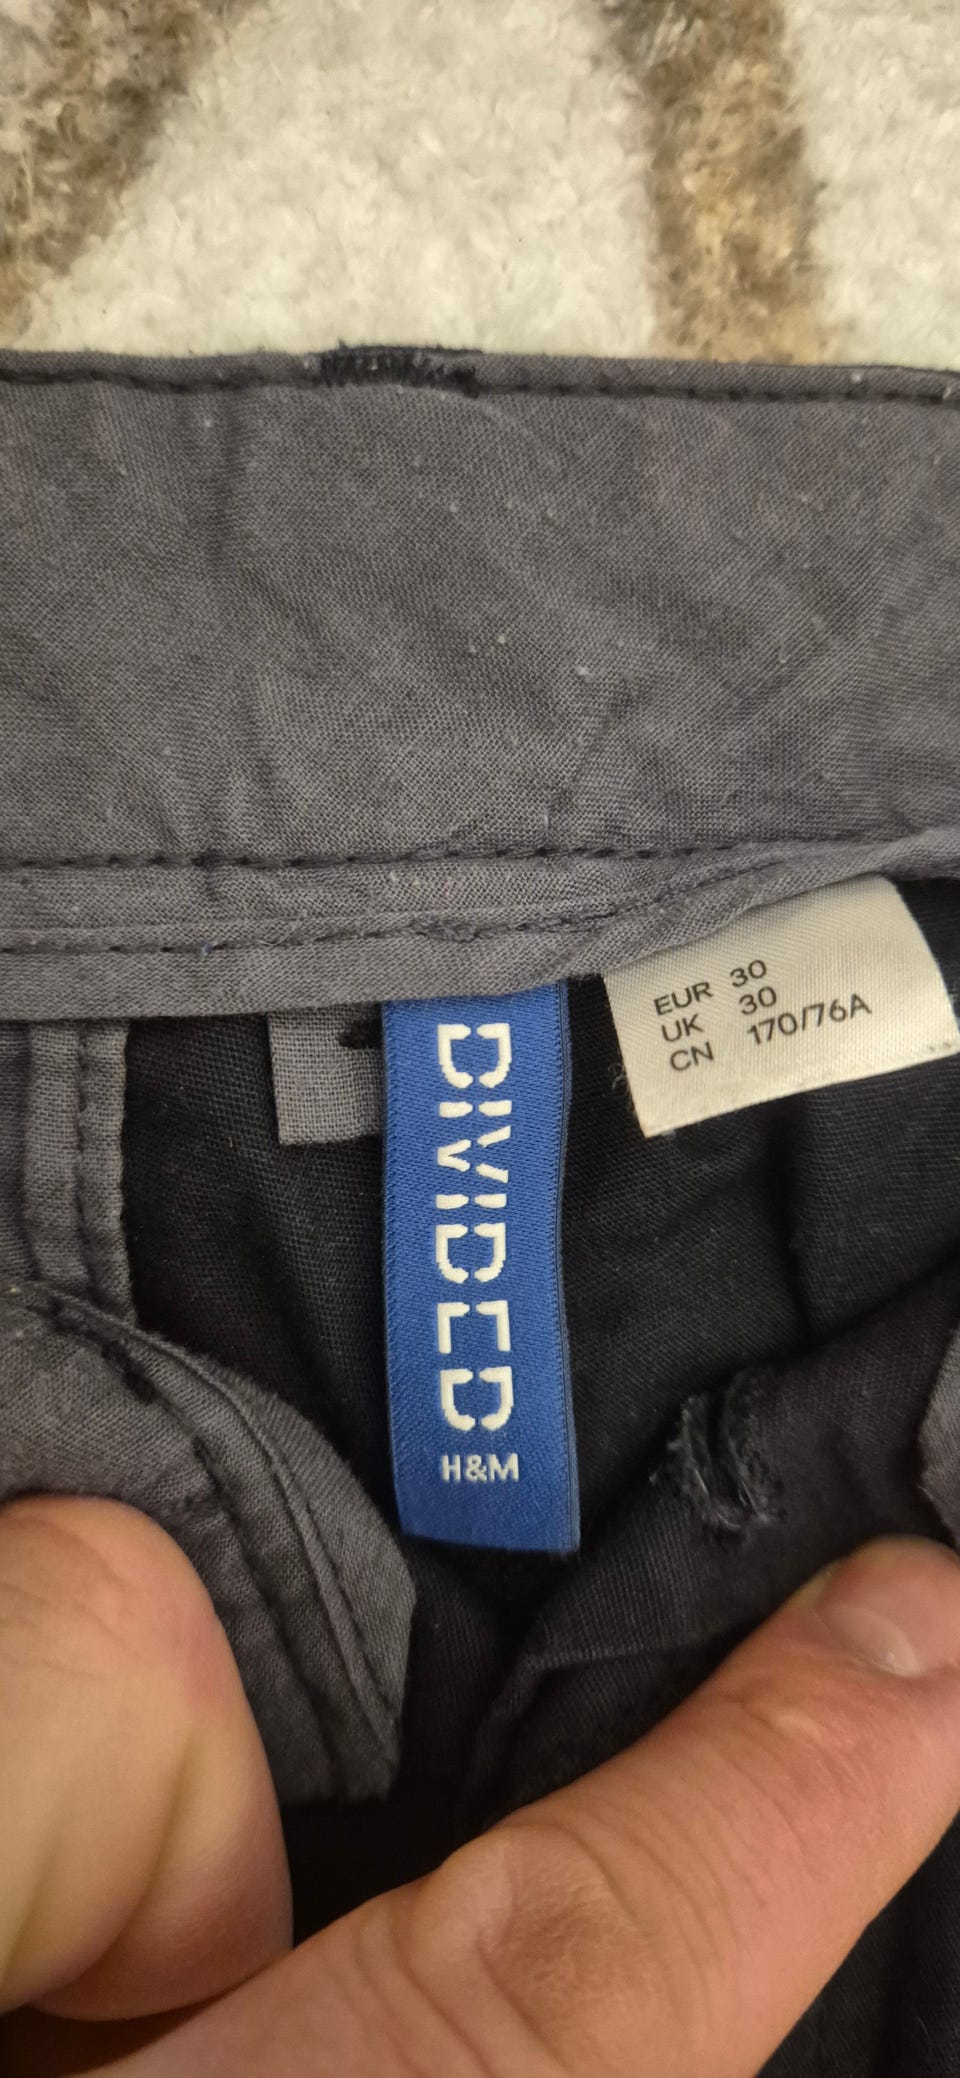 EUR 30
UK 30
CN 170/76A
DIVIDED
H&M